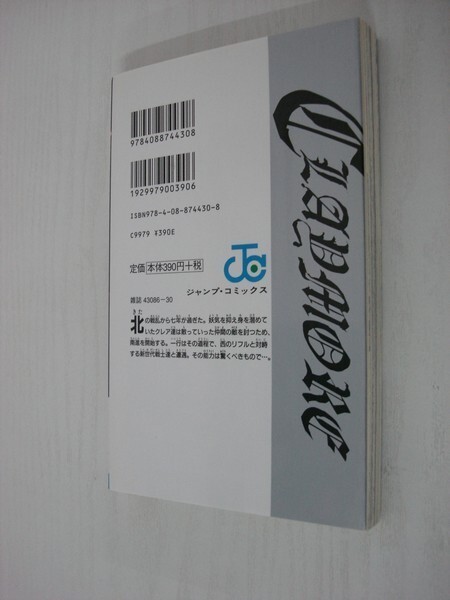 9784088744308
1929979003906
ISBN978-4-08-874430-8
C9979 ¥390E
定価 本体390円+税
JC
ジャンプ・コミックス
雑誌 43086-30
北の戦乱から七年が過ぎた。妖気を抑え身を潜めて
いたクレア達は散っていった仲間の敵を討つため、
南進を開始する。一行はその過程で、西のリフルと対峙
する新世代戦士達と遭遇。その能力は驚くべきもので…。
CLAYMORE